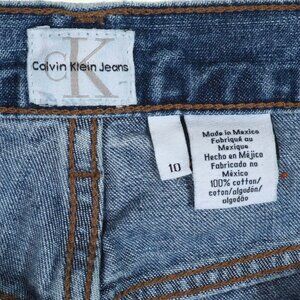 CK
Calvin Klein Jeans
10
Made in Mexico
Fabriqué au
Mexique
Hecho en Méjico
Fabricado no
México
100% cotton/
coton/algodón/
algodão